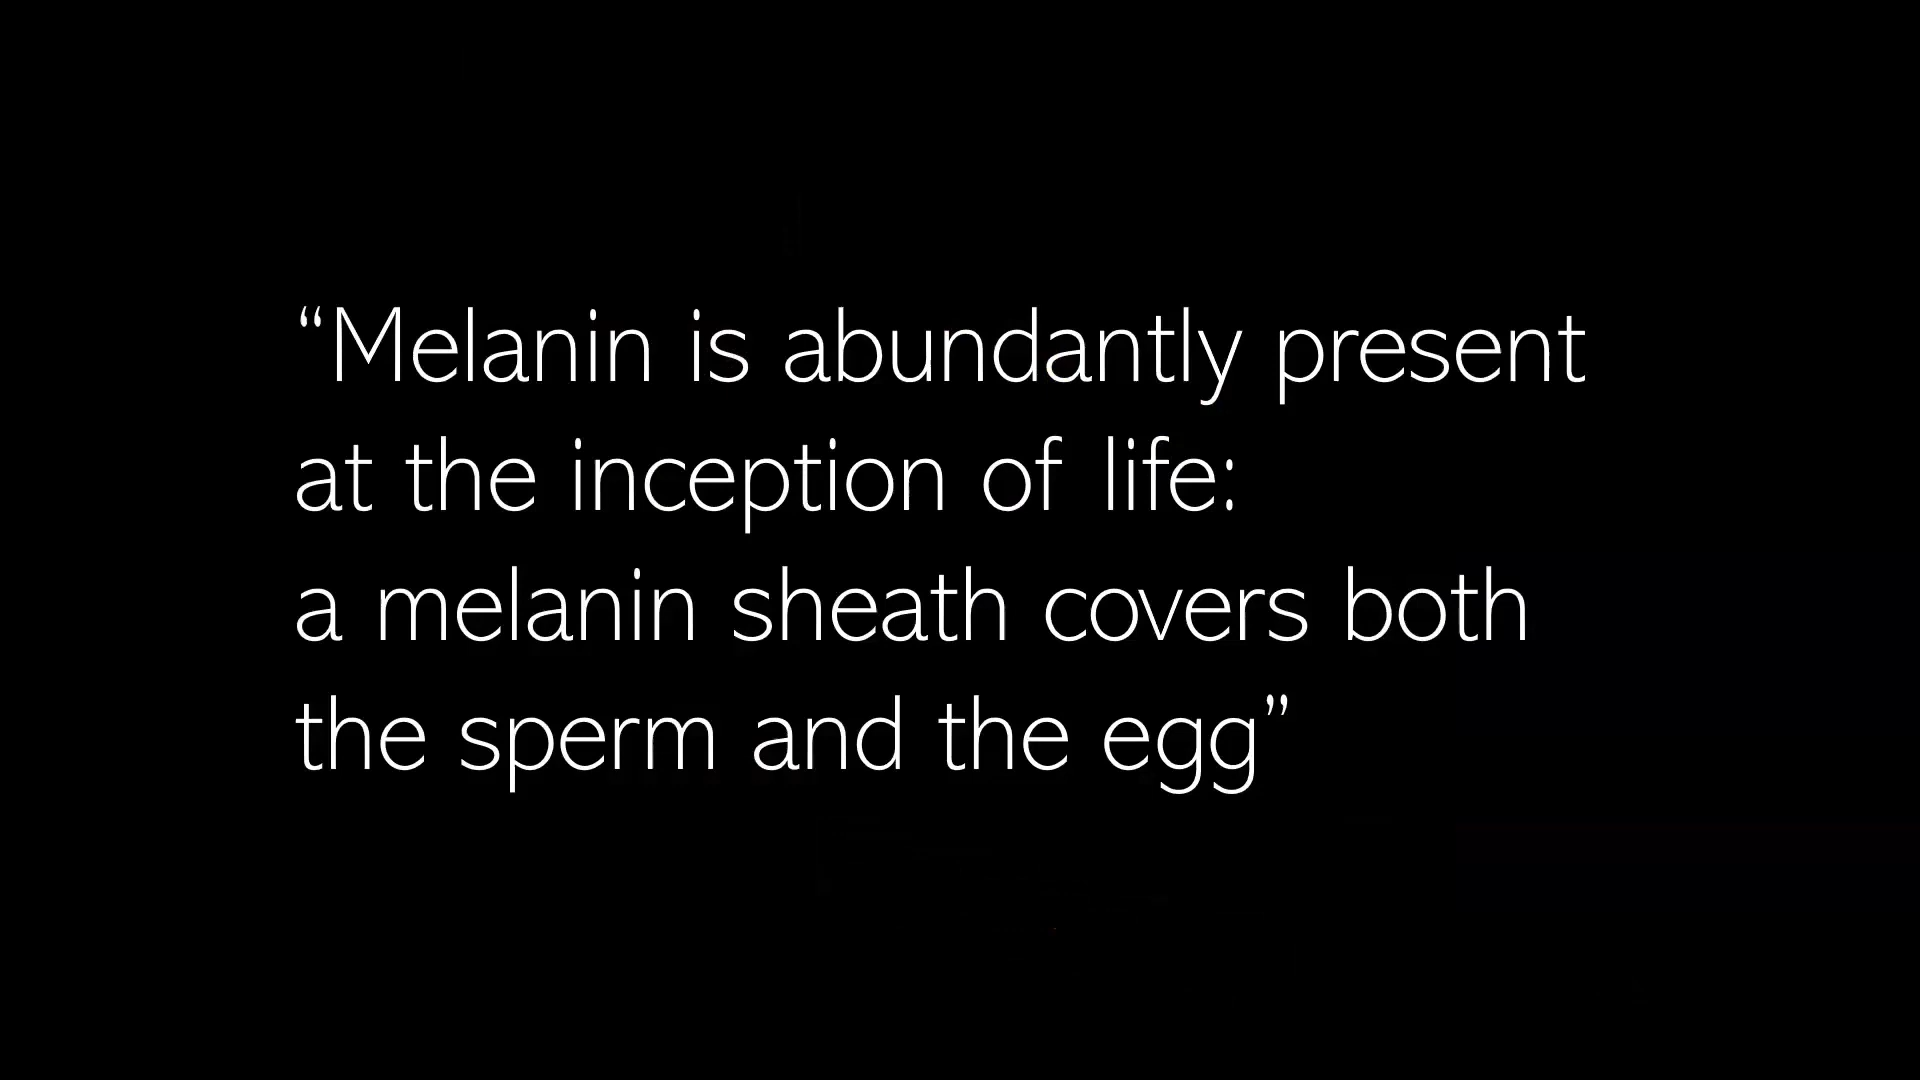 “Melanin is abundantly present
at the inception of life:
a melanin sheath covers both
the sperm and the egg”